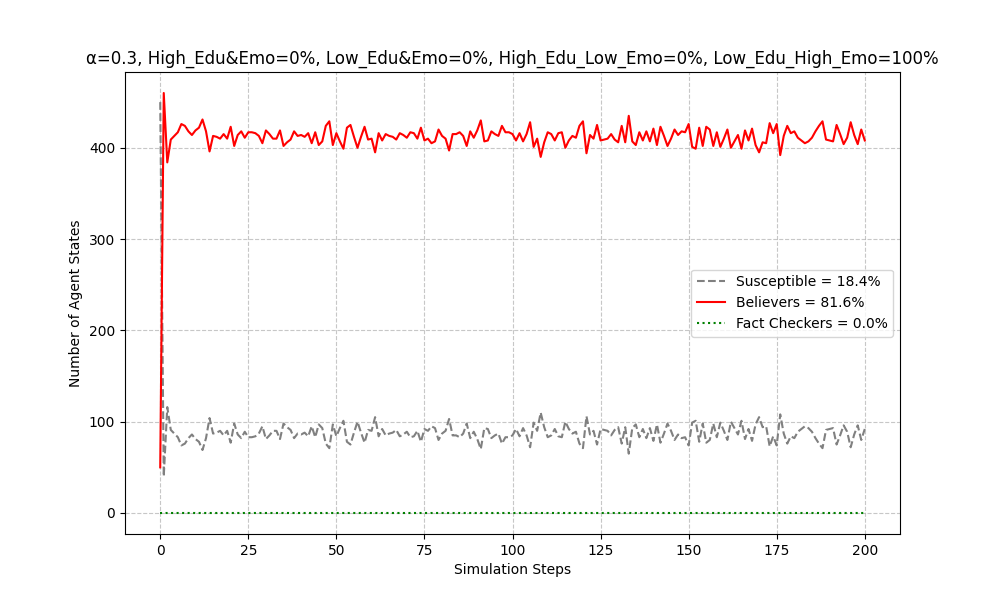 α=0.3, High_Edu&Emo=0%, Low_Edu&Emo=0%, High_Edu_Low_Emo=0%, Low_Edu_High_Emo=100%
Number of Agent States
400
300
200
100
0
Susceptible = 18.4%
Believers = 81.6%
Fact Checkers = 0.0%
0 25 50 75 100 125 150 175 200
Simulation Steps